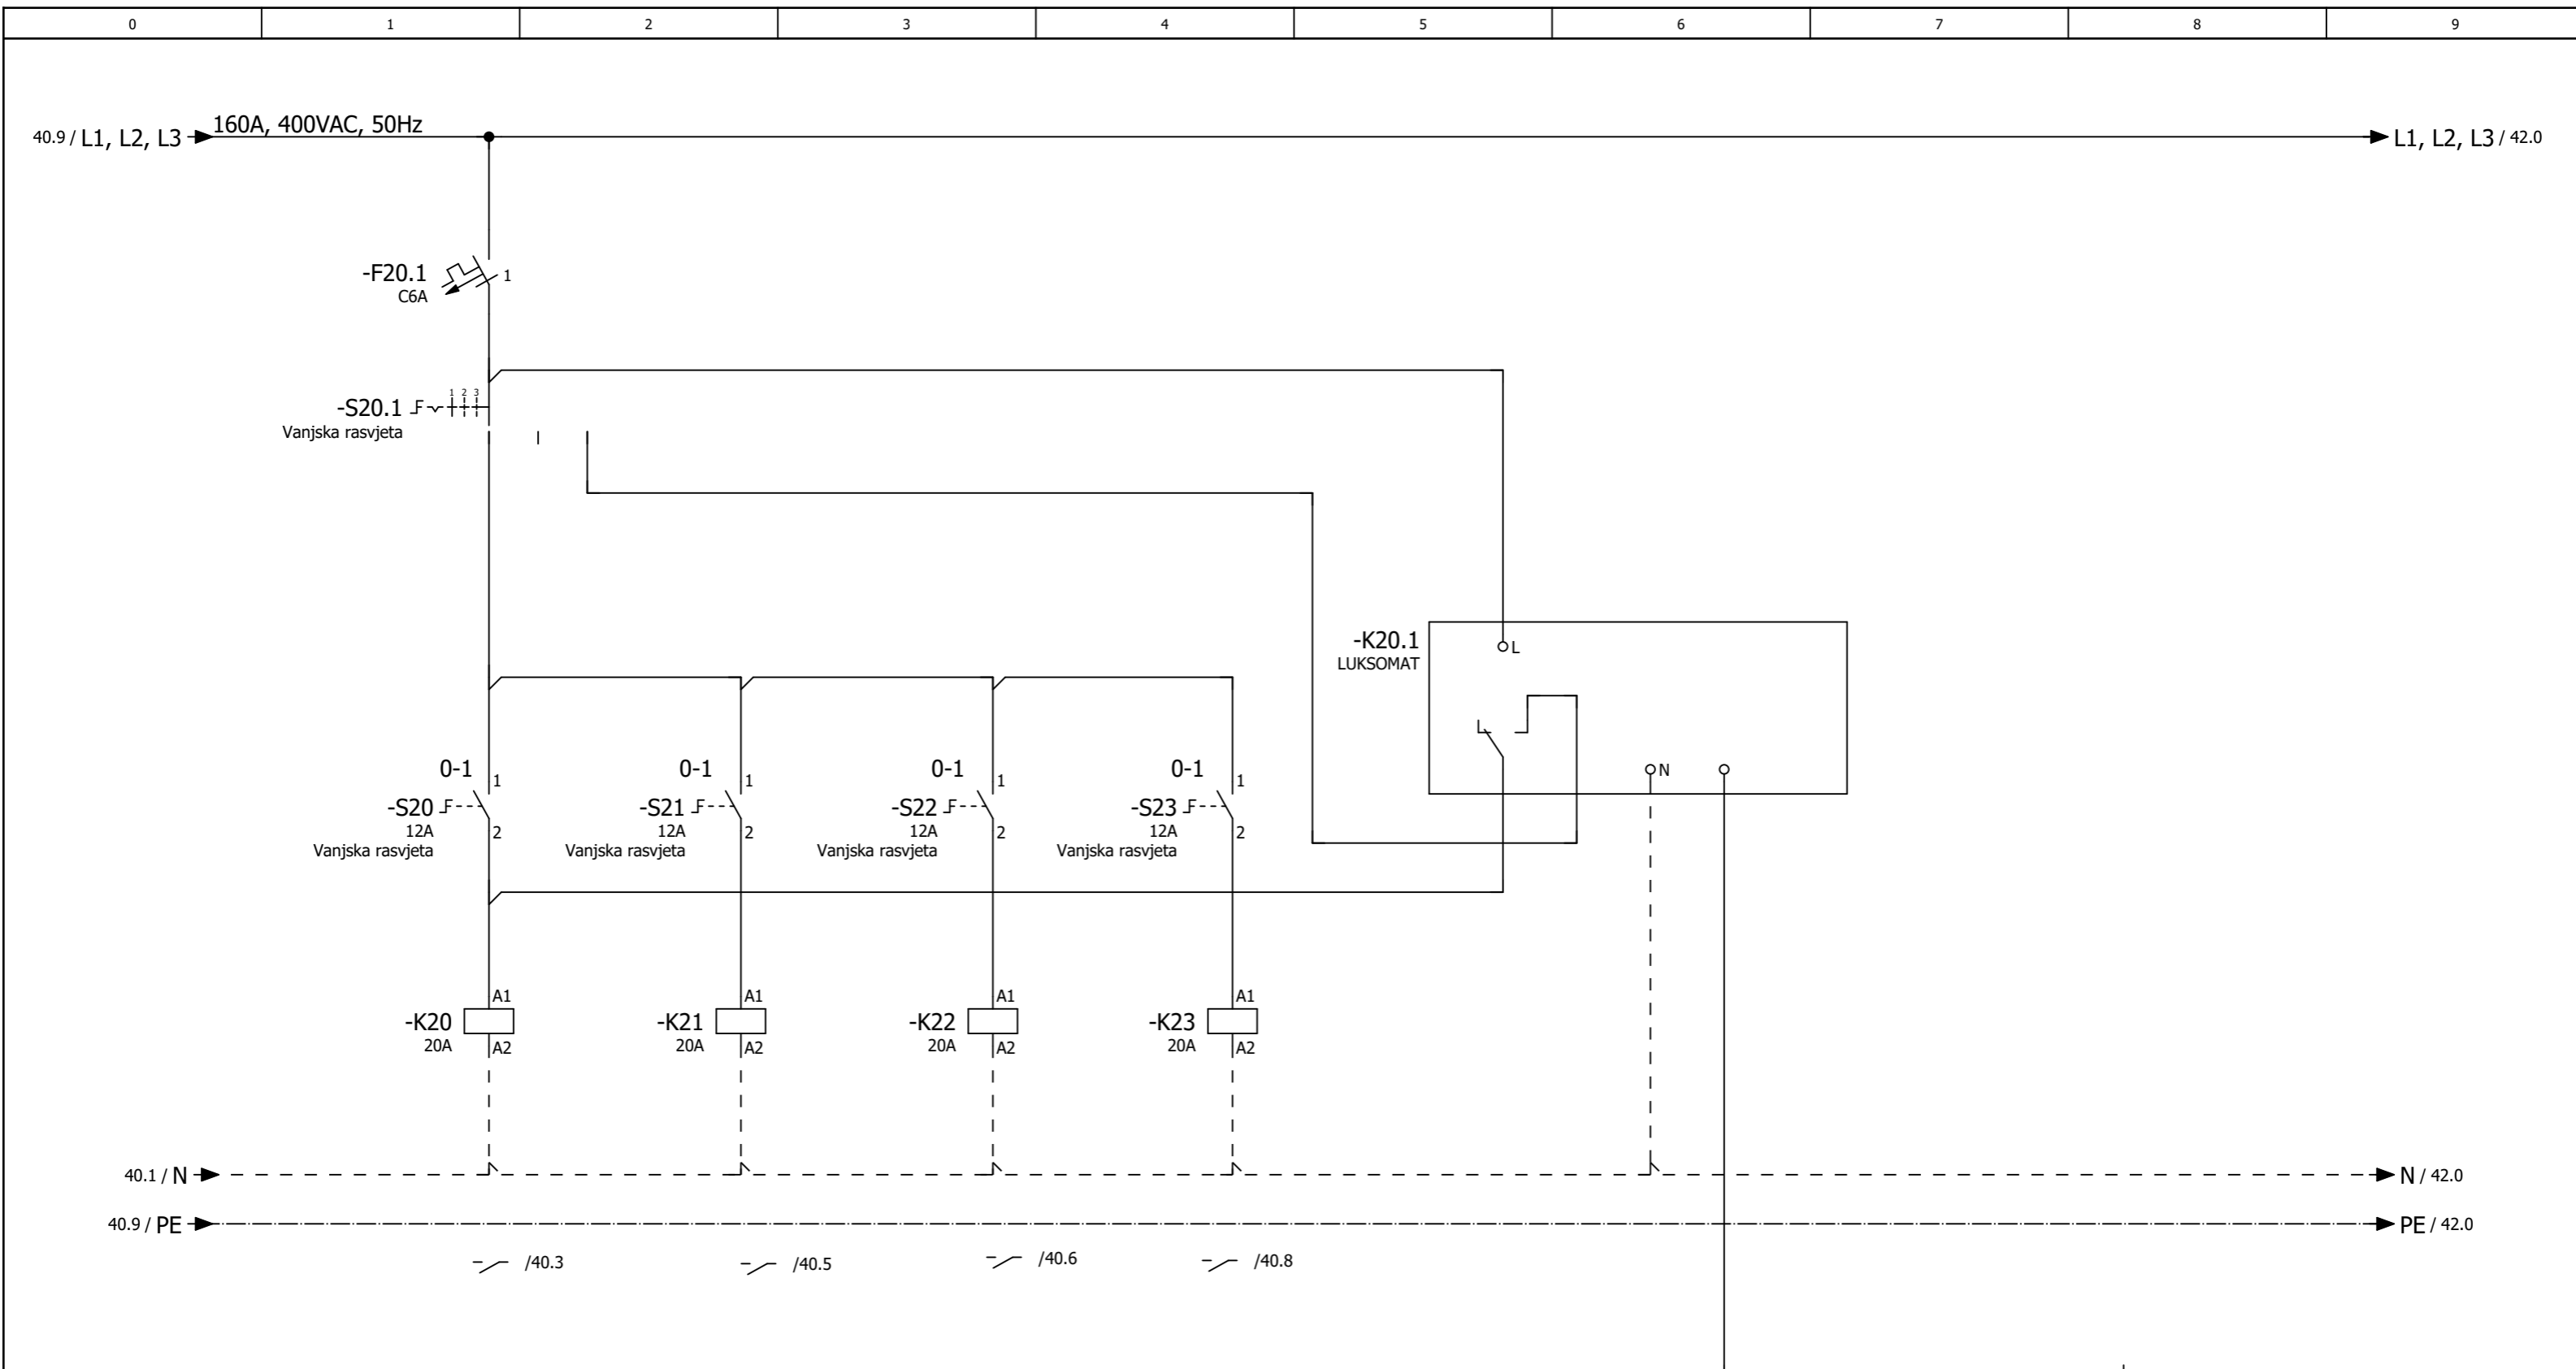 0 1 2 3 4 5 6 7 8 9
160A, 400VAC, 50Hz
40.9 / L1, L2, L3
L1, L2, L3 / 42.0
-F20.1
1
C6A
1 2 3
-S20.1
Vanjska rasvjeta
-K20.1
L
LUKSOMAT
0-1 0-1 0-1 0-1
N
1 1 1 1
-S20 -S21 -S22 -S23
12A 12A 12A 12A
2 2 2 2
Vanjska rasvjeta Vanjska rasvjeta Vanjska rasvjeta Vanjska rasvjeta
A1 A1 A1 A1
-K20 -K21 -K22 -K23
20A 20A 20A 20A
A2 A2 A2 A2
40.1 / N
N / 42.0
40.9 / PE
PE / 42.0
/40.3 /40.5 /40.6 /40.8